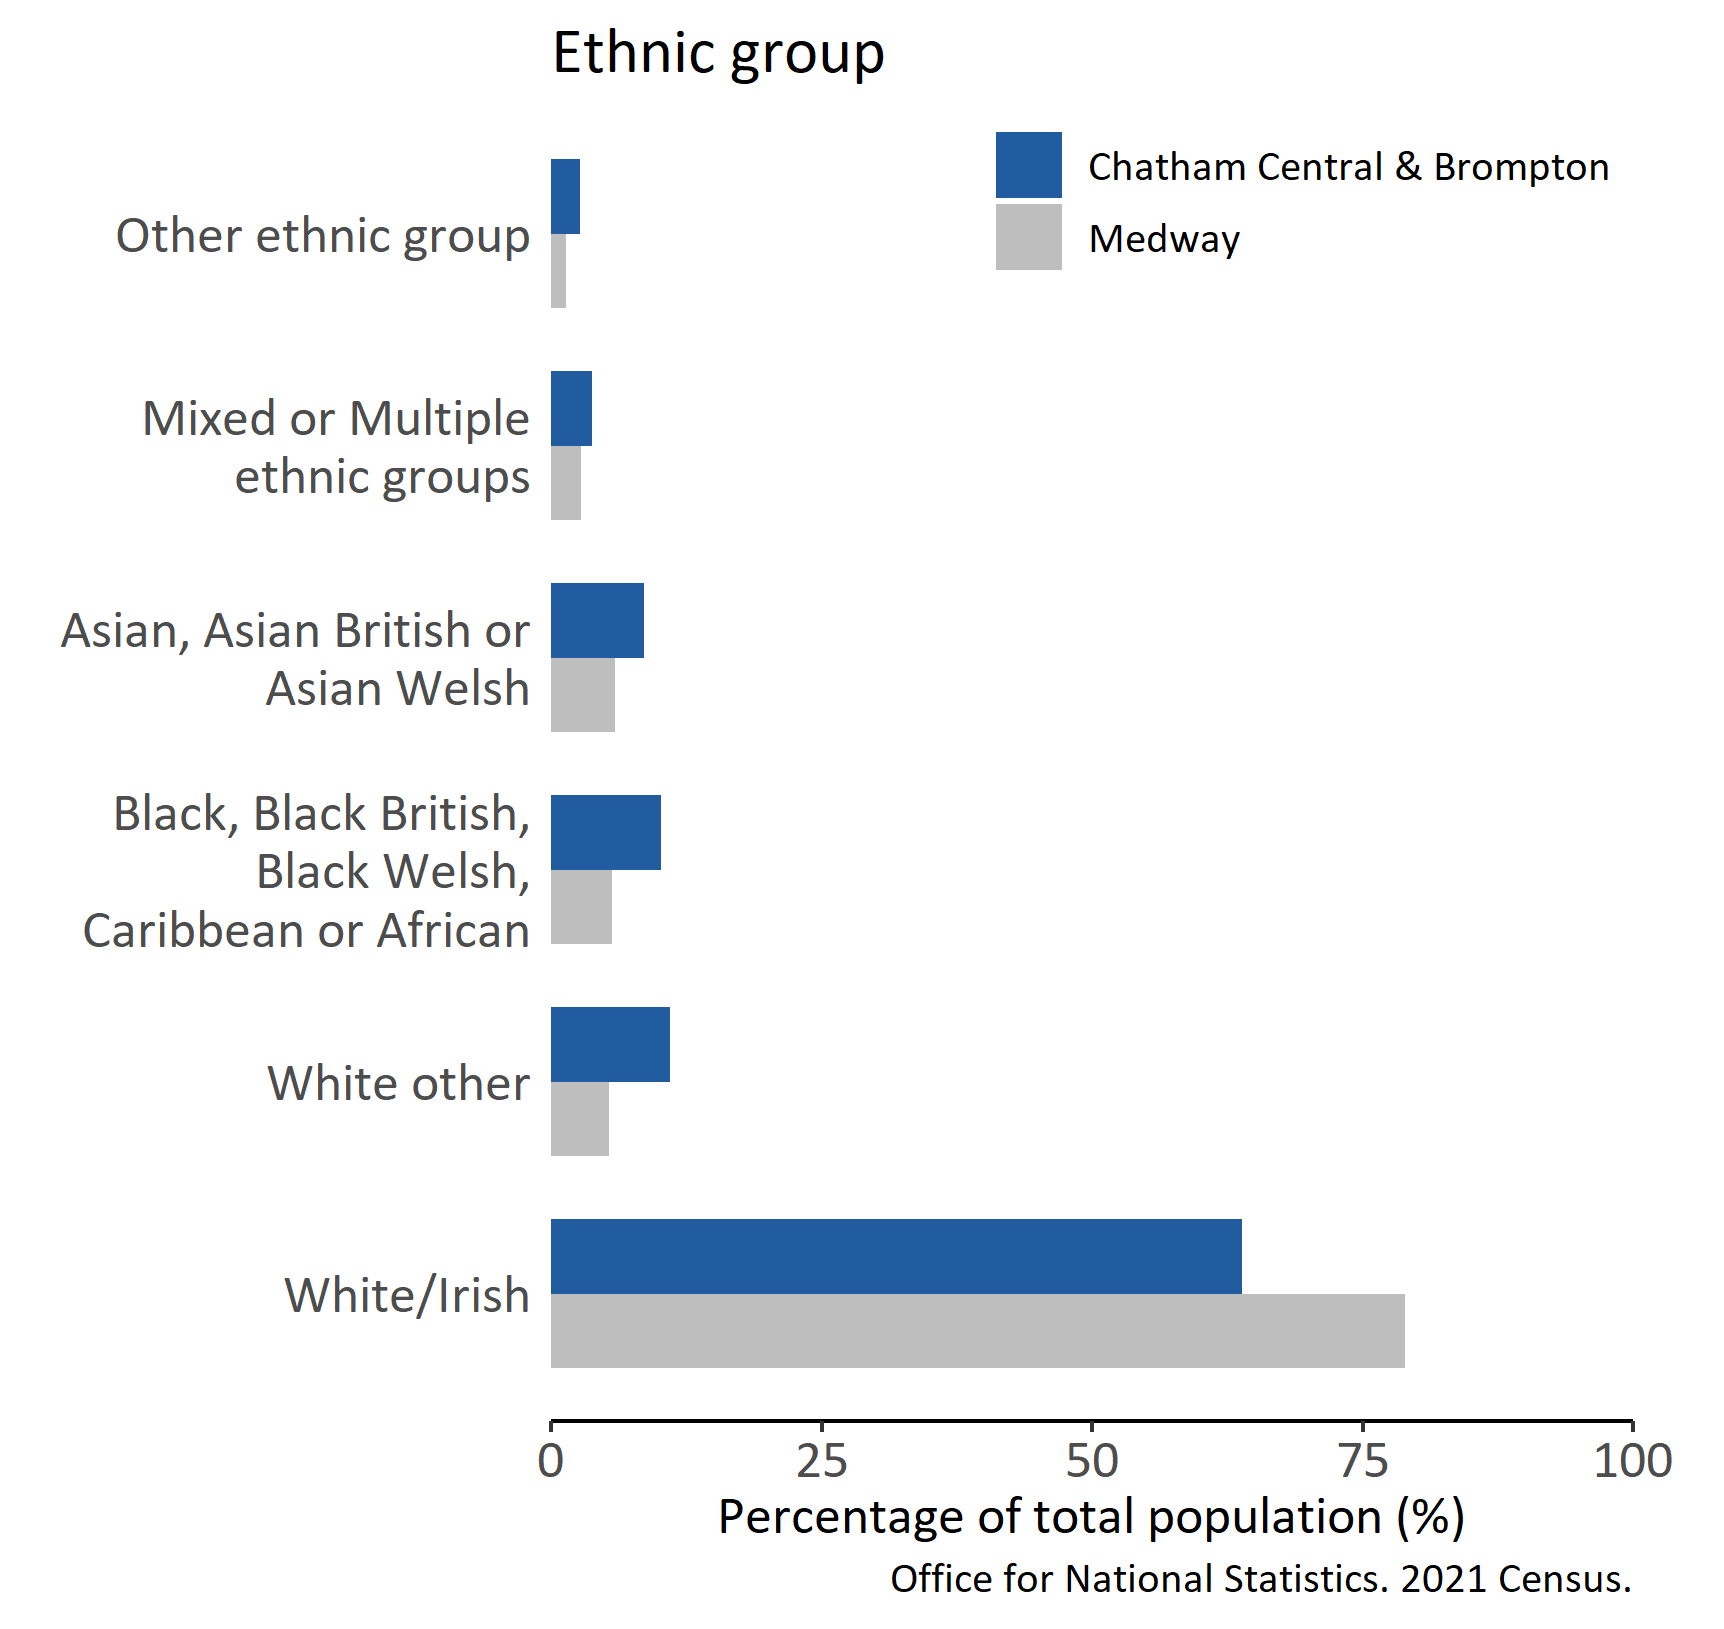 Ethnic group
Chatham Central & Brompton
Medway
Other ethnic group
Mixed or Multiple
ethnic groups
Asian, Asian British or
Asian Welsh
Black, Black British,
Black Welsh,
Caribbean or African
White other
White/Irish
0 25 50 75 100
Percentage of total population (%)
Office for National Statistics. 2021 Census.